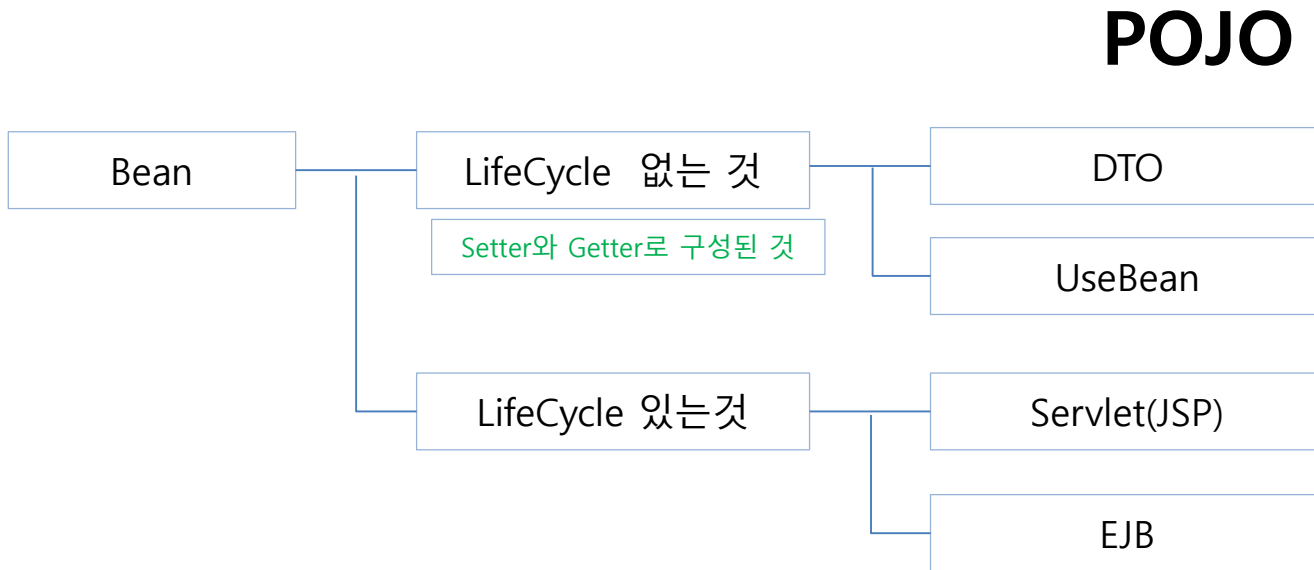 POJO
Bean
LifeCycle 없는 것
DTO
Setter와 Getter로 구성된 것
UseBean
LifeCycle 있는것
Servlet(JSP)
EJB